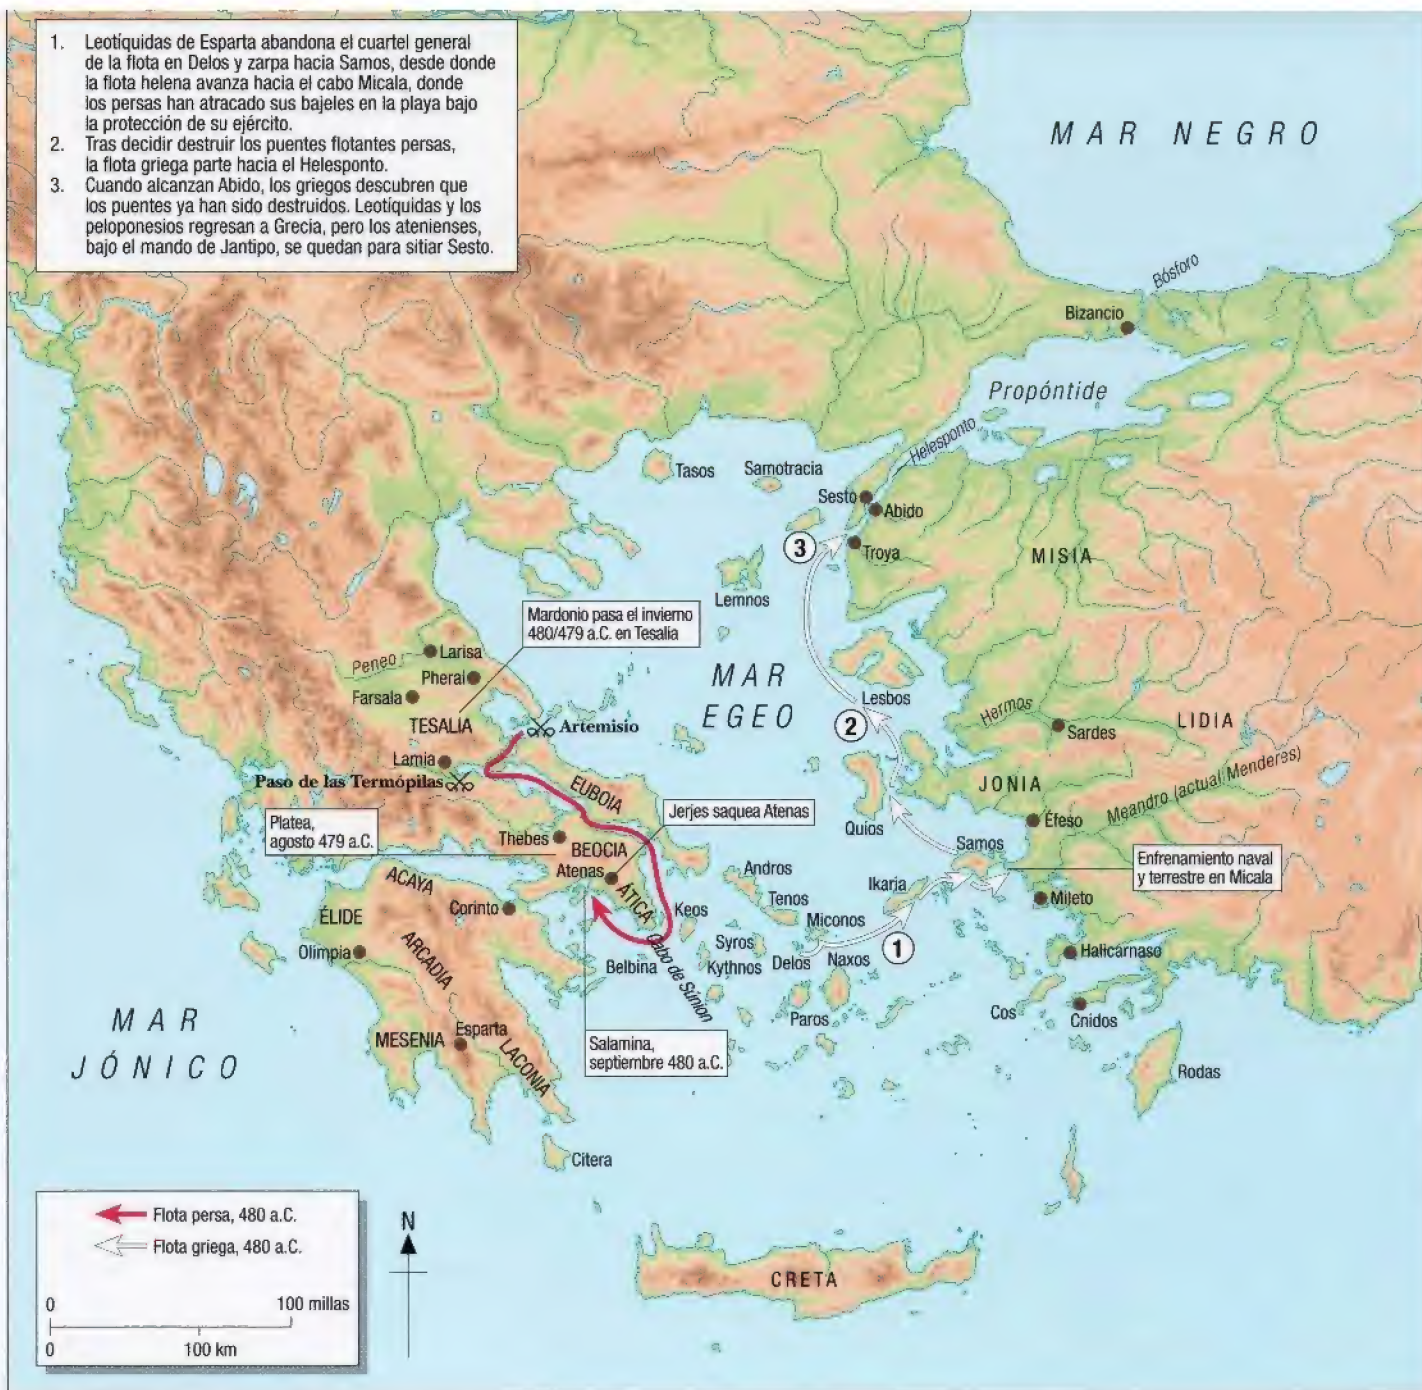 1. Leotíquidas de Esparta abandona el cuartel general
de la flota en Delos y zarpa hacia Samos, desde donde
la flota helena avanza hacia el cabo Micala, donde
los persas han atracado sus bajeles en la playa bajo
la protección de su ejército.
2. Tras decidir destruir los puentes flotantes persas,
la flota griega parte hacia el Helesponto.
3. Cuando alcanzan Abido, los griegos descubren que
los puentes ya han sido destruidos. Leotíquidas y los
peloponesios regresan a Grecia, pero los atenienses,
bajo el mando de Jantipo, se quedan para sitiar Sesto.
MAR NEGRO
Bósforo
Bizancio
Propóntide
Helesponto
Tasos
Samotracia
Sesto
Abido
3
Troya
MISIA
Lemnos
Mardonio pasa el invierno
480/479 a.C. en Tesalia
Peneo
Larisa
Pherai
Farsala
TESALIA
MAR
EGEO
Lesbos
2
Hermos
Sardes
LIDIA
Artemisio
Lamia
Paso de las Termópilas
EUBOIA
JONIA
Meandro (actual Menderes)
Éfeso
Quíos
Jerjes saquea Atenas
Platea,
agosto 479 a.C.
Thebes
BEOCIA
Atenas
ÁTICA
Samos
Enfrenamiento naval
y terrestre en Micala
Andros
Ikaria
Tenos
Mileto
ACAYA
ÉLIDE
Corinto
Keos
Miconos
1
Olimpia
ARCADIA
Cabo de Súnion
Belbina
Syros
Kythnos
Delos
Naxos
Halicarnaso
Paros
Cos
Cnidos
MAR
JÓNICO
MESENIA
Esparta
LACONIA
Salamina,
septiembre 480 a.C.
Rodas
Citera
Flota persa, 480 a.C.
Flota griega, 480 a.C.
0 100 millas
0 100 km
N
CRETA